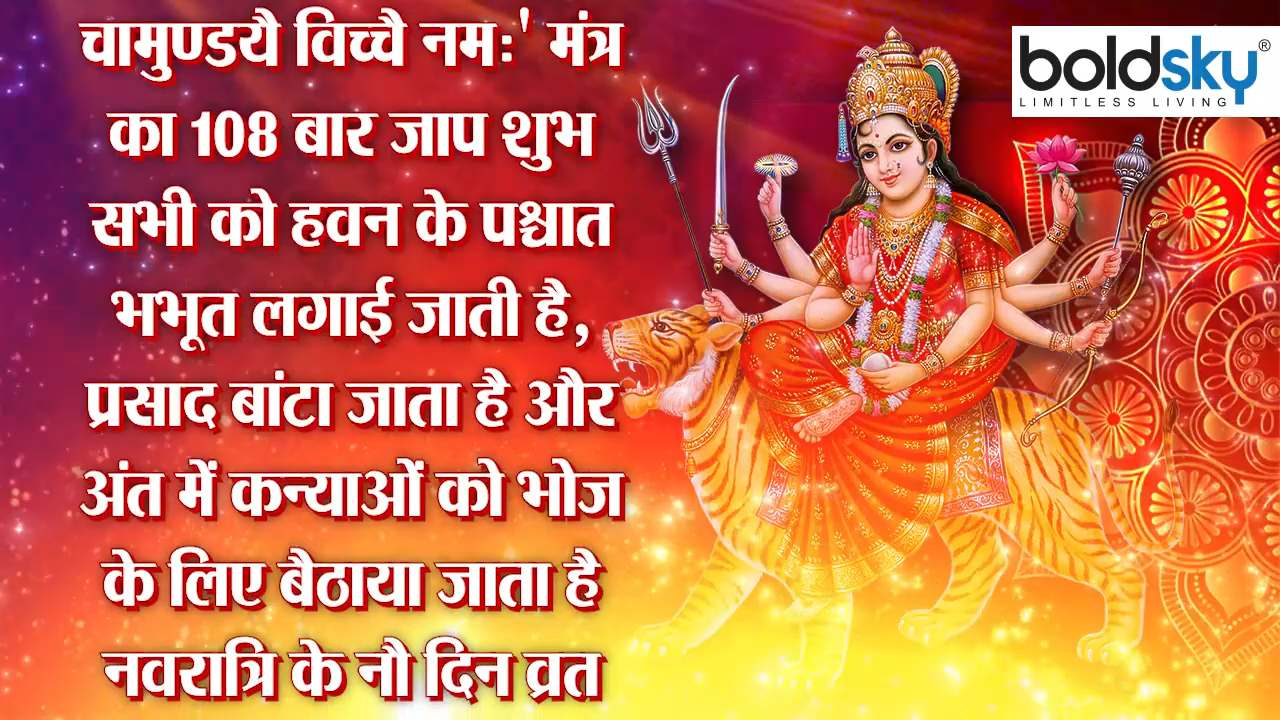 चामुण्डयै विच्चै नमः' मंत्र
का 108 बार जाप शुभ
सभी को हवन के पश्चात
भभूत लगाई जाती है,
प्रसाद बांटा जाता है और
अंत में कन्याओं को भोज
के लिए बैठाया जाता है
नवरात्रि के नौ दिन व्रत
boldsky®
LIMITLESS LIVING